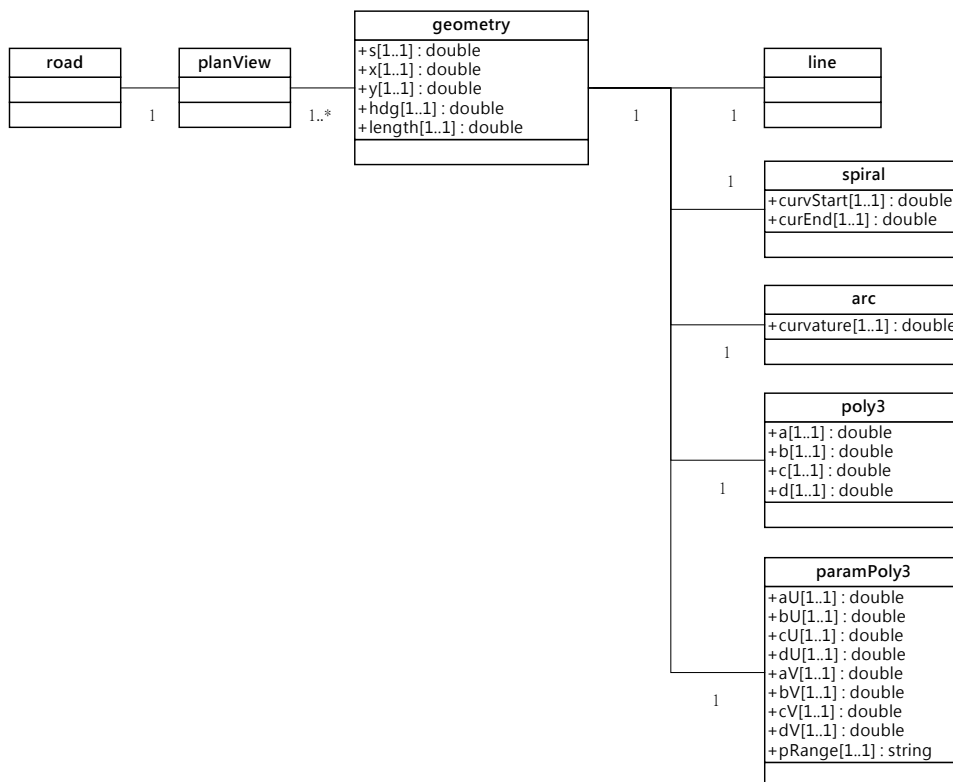 road
1
planView
1..*
geometry
+s[1..1] : double
+x[1..1] : double
+y[1..1] : double
+hdg[1..1] : double
+length[1..1] : double
1
line
1
spiral
+curvStart[1..1] : double
+curEnd[1..1] : double
1
arc
+curvature[1..1] : double
1
poly3
+a[1..1] : double
+b[1..1] : double
+c[1..1] : double
+d[1..1] : double
1
paramPoly3
+aU[1..1] : double
+bU[1..1] : double
+cU[1..1] : double
+dU[1..1] : double
+aV[1..1] : double
+bV[1..1] : double
+cV[1..1] : double
+dV[1..1] : double
+pRange[1..1] : string
1